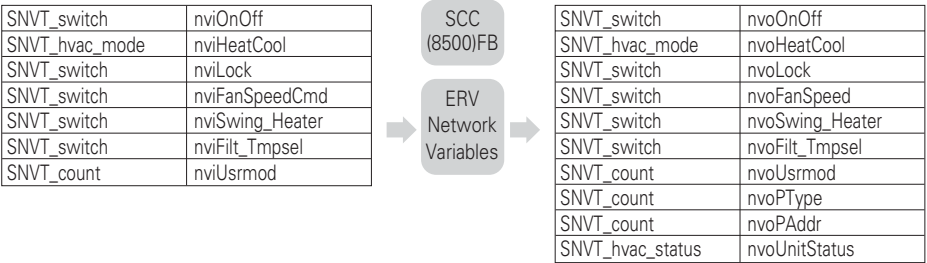 SNVT_switch nviOnOff
SNVT_hvac_mode nviHeatCool
SNVT_switch nviLock
SNVT_switch nviFanSpeedCmd
SNVT_switch nviSwing_Heater
SNVT_switch nviFilt_Tmpsel
SNVT_count nviUsrmod
SCC
(8500)FB
ERV
Network
Variables
SNVT_switch nvoOnOff
SNVT_hvac_mode nvoHeatCool
SNVT_switch nvoLock
SNVT_switch nvoFanSpeed
SNVT_switch nvoSwing_Heater
SNVT_switch nvoFilt_Tmpsel
SNVT_count nvoUsrmod
SNVT_count nvoPType
SNVT_count nvoPAddr
SNVT_hvac_status nvoUnitStatus